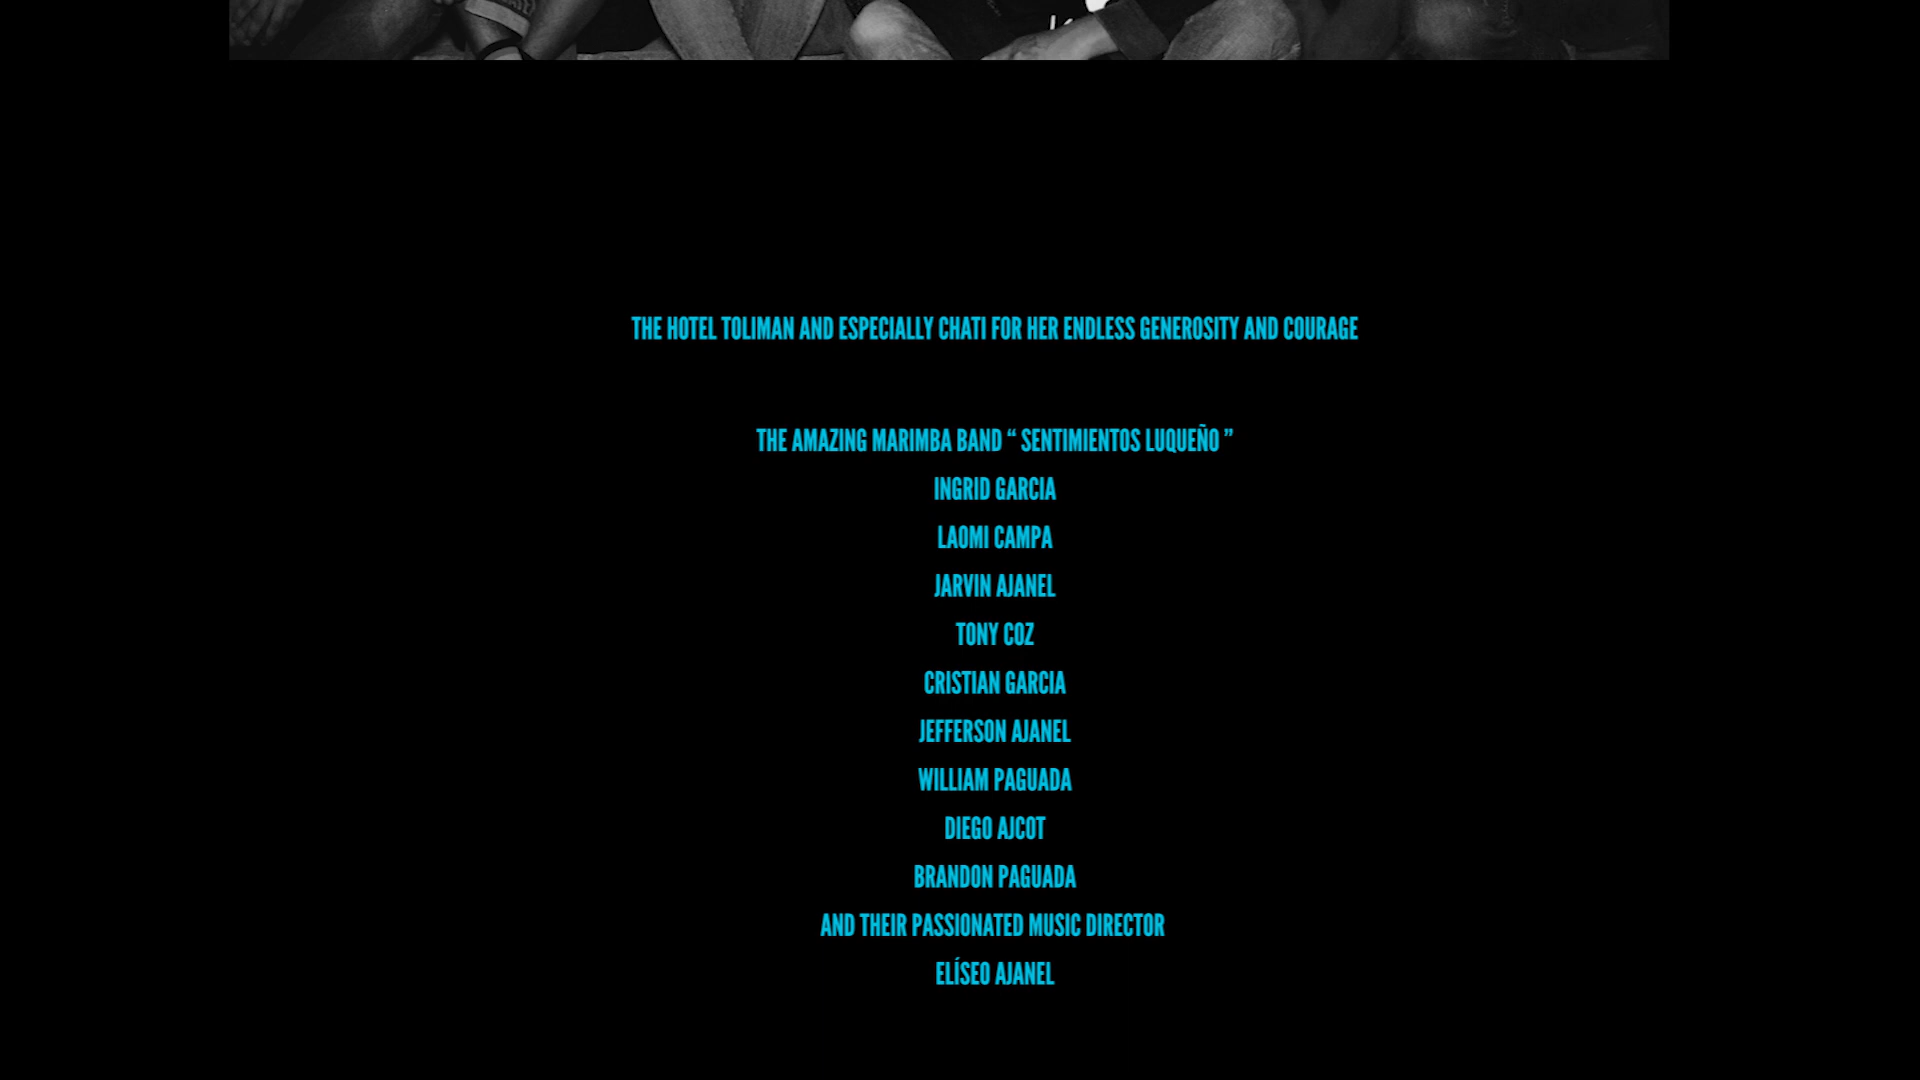 THE HOTEL TOLIMAN AND ESPECIALLY CHATI FOR HER ENDLESS GENEROSITY AND COURAGE
THE AMAZING MARIMBA BAND “ SENTIMIENTOS LUQUEÑO ”
INGRID GARCIA
LAOMI CAMPA
JARVIN AJANEL
TONY COZ
CRISTIAN GARCIA
JEFFERSON AJANEL
WILLIAM PAGUADA
DIEGO AJCOT
BRANDON PAGUADA
AND THEIR PASSIONATED MUSIC DIRECTOR
ELÍSEO AJANEL